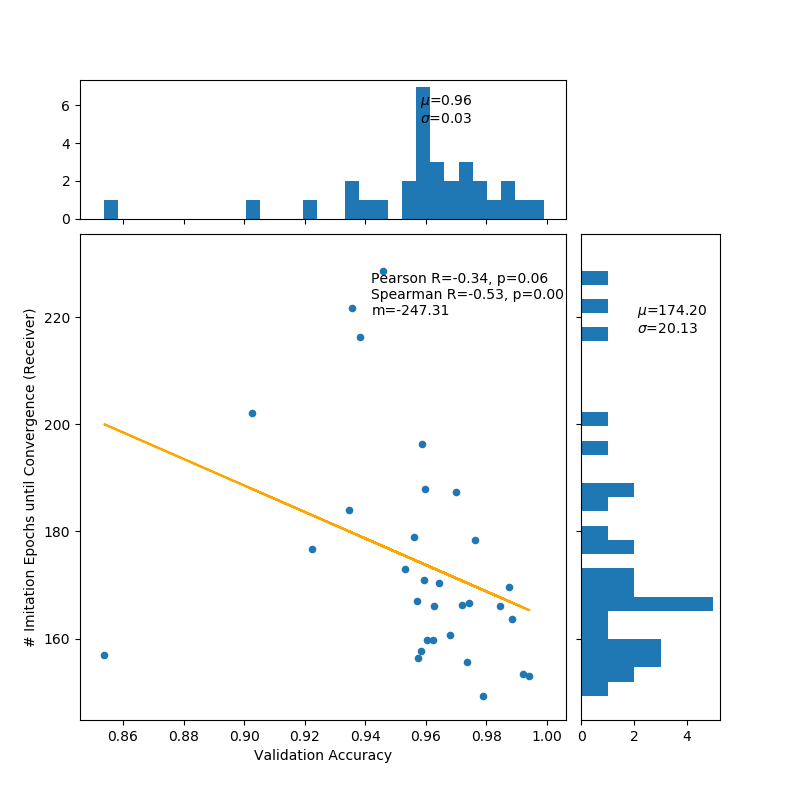 6
4
2
0
μ=0.96
σ=0.03
# Imitation Epochs until Convergence (Receiver)
220
200
180
160
Pearson R=-0.34, p=0.06
Spearman R=-0.53, p=0.00
m=-247.31
0.86 0.88 0.90 0.92 0.94 0.96 0.98 1.00
Validation Accuracy
μ=174.20
σ=20.13
0 2 4